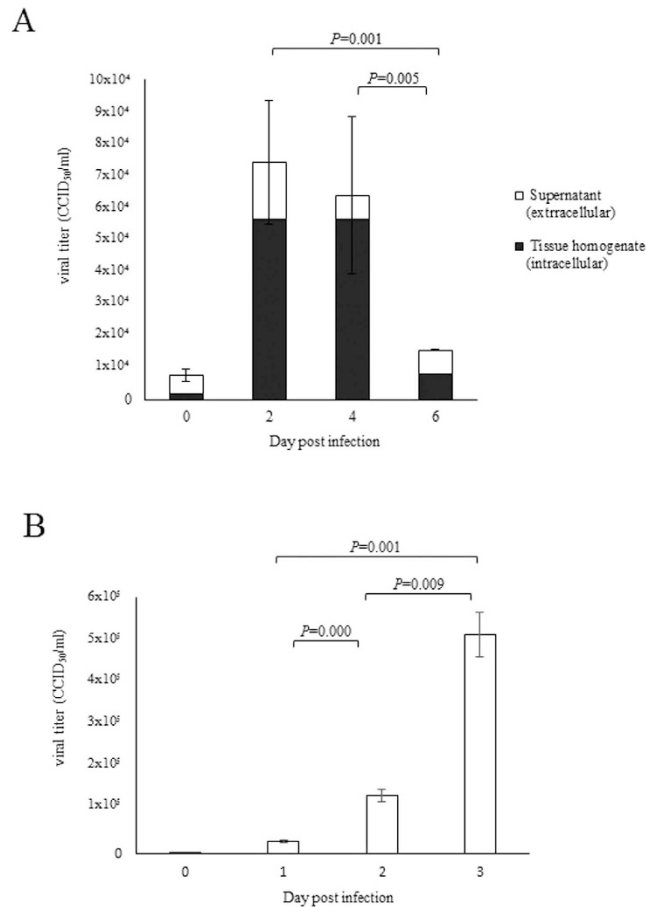 A
P=0.001
P=0.005
10x10⁴
9x10⁴
8x10⁴
7x10⁴
6x10⁴
5x10⁴
4x10⁴
3x10⁴
2x10⁴
1x10⁴
0
viral titer (CCID₅₀/ml)
0 2 4 6
Day post infection
Supernatant
(extrracellular)
Tissue homogenate
(intracellular)
B
P=0.001
P=0.009
P=0.000
6x10⁵
5x10⁵
4x10⁵
3x10⁵
2x10⁵
1x10⁵
0
viral titer (CCID₅₀/ml)
0 1 2 3
Day post infection